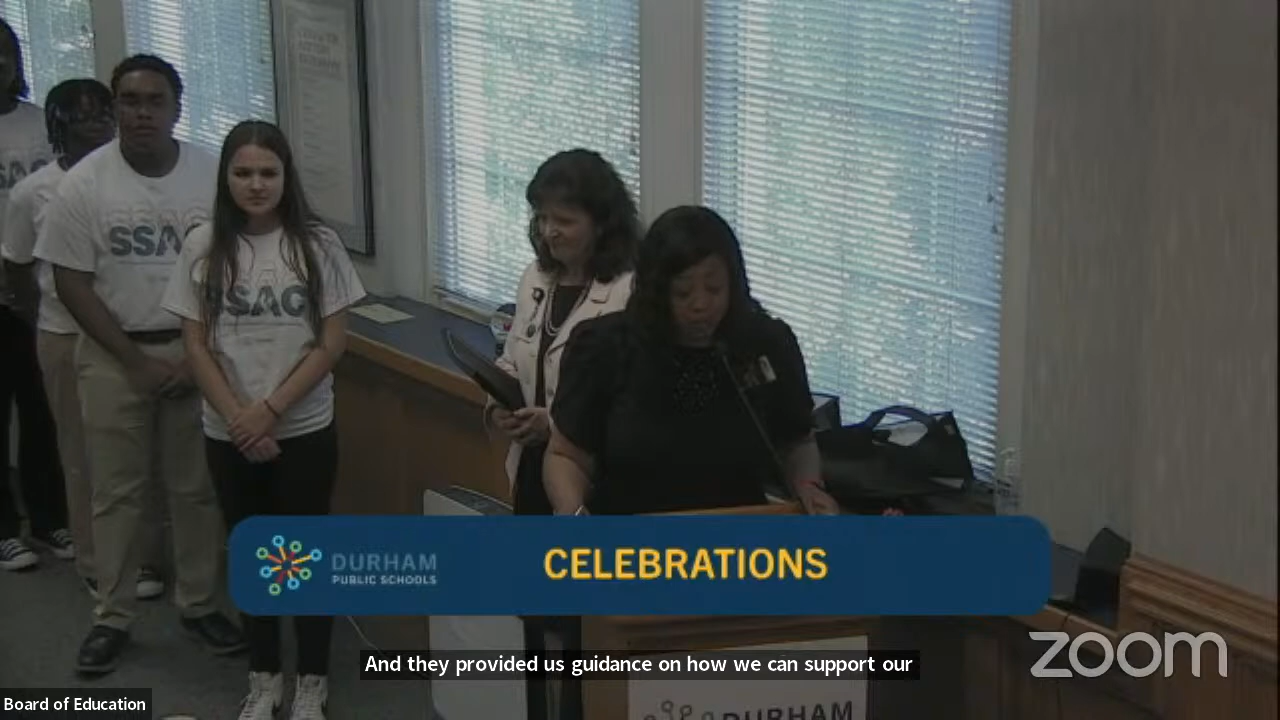 SSAC
SSAC
DURHAM
PUBLIC SCHOOLS
CELEBRATIONS
And they provided us guidance on how we can support our
zoom
Board of Education
DURHAM